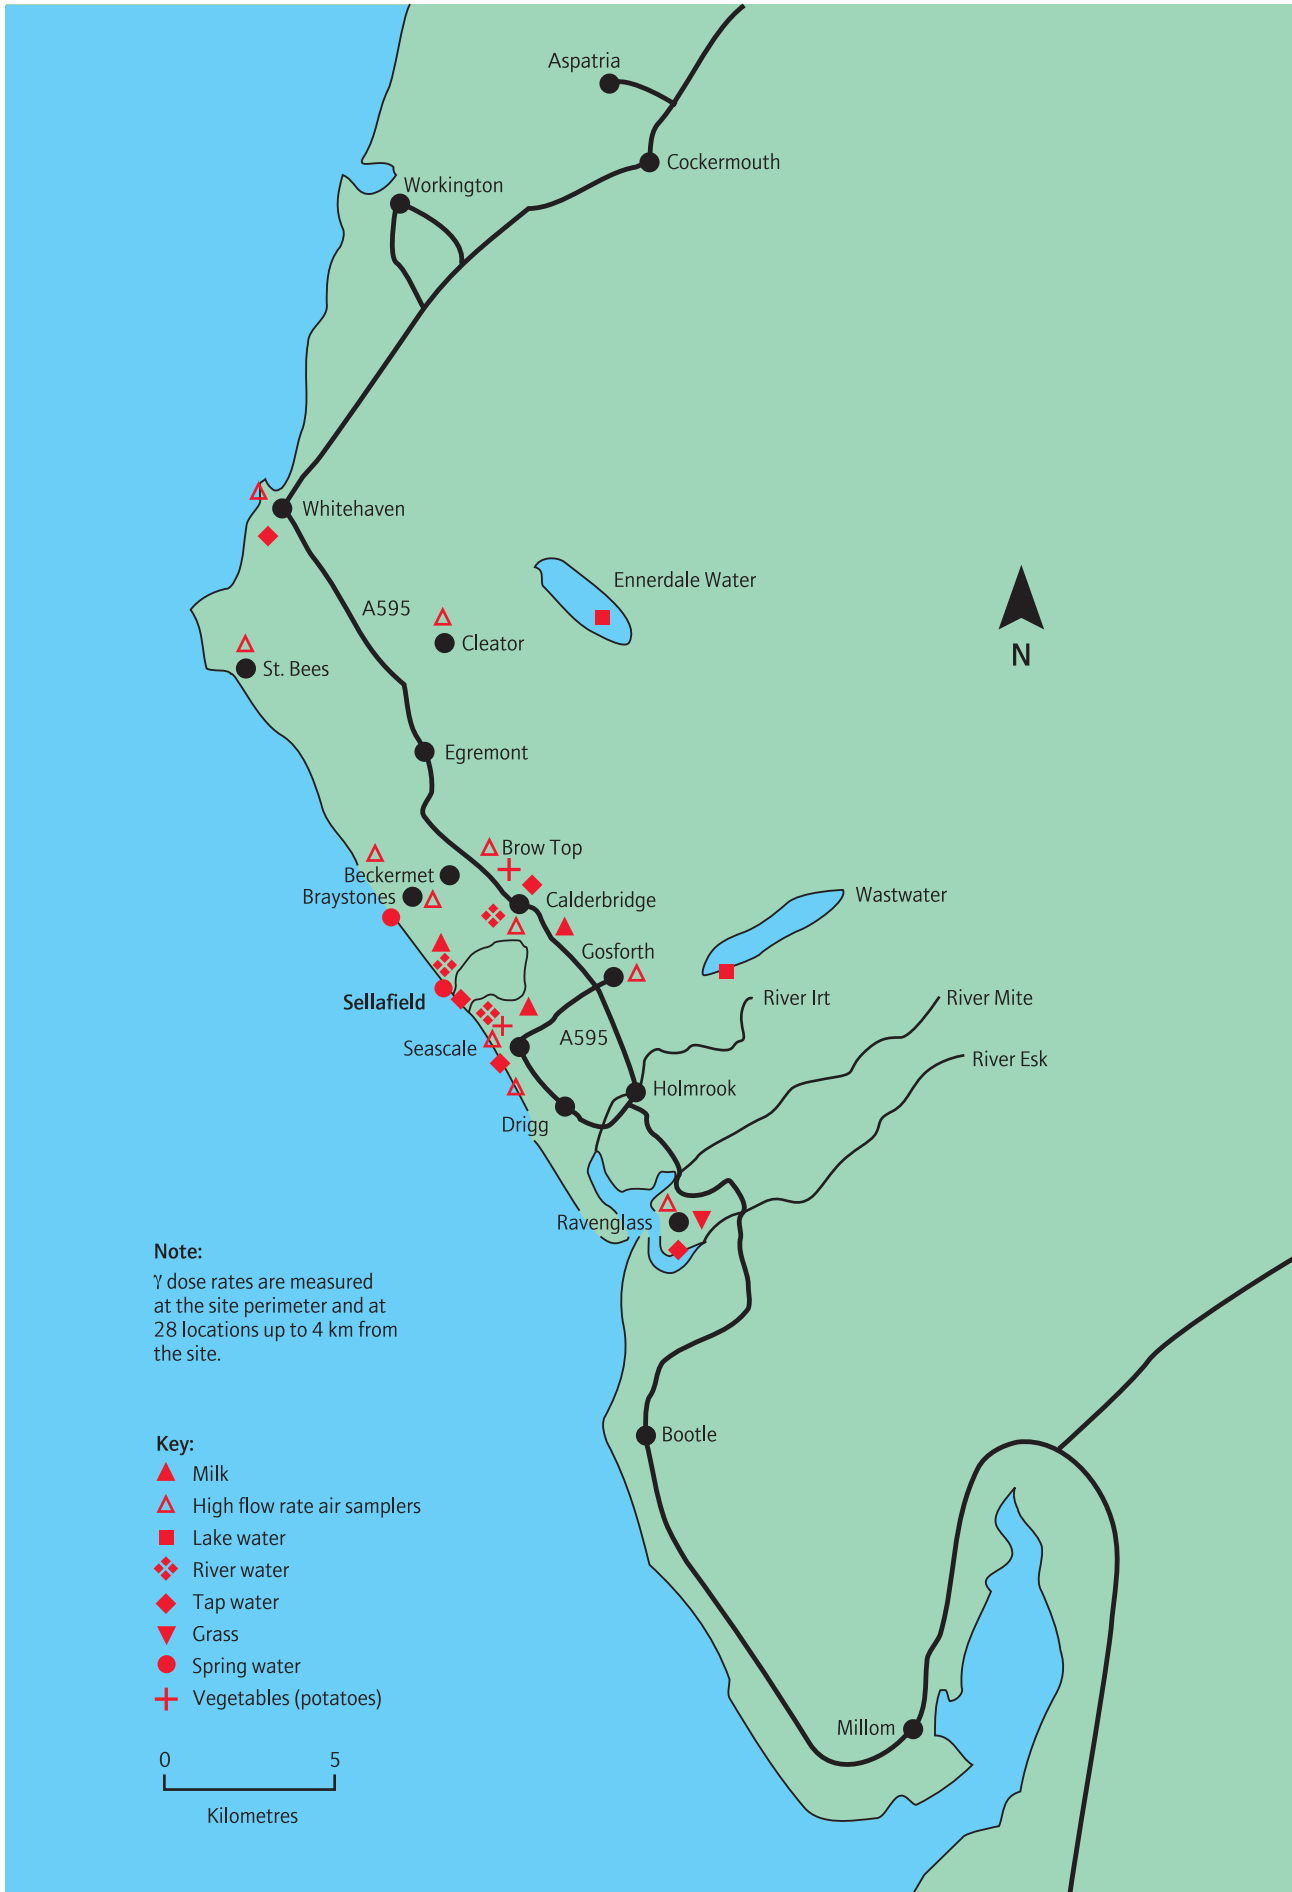 Aspatria
Cockermouth
Workington
Whitehaven
Ennerdale Water
A595
Cleator
St. Bees
N
Egremont
Brow Top
Beckermet
Braystones
Calderbridge
Wastwater
Gosforth
Sellafield
River Irt
River Mite
A595
Seascale
River Esk
Holmrook
Drigg
Ravenglass
Note:
γ dose rates are measured
at the site perimeter and at
28 locations up to 4 km from
the site.
Bootle
Key:
Milk
High flow rate air samplers
Lake water
River water
Tap water
Grass
Spring water
Vegetables (potatoes)
Millom
0 5
Kilometres